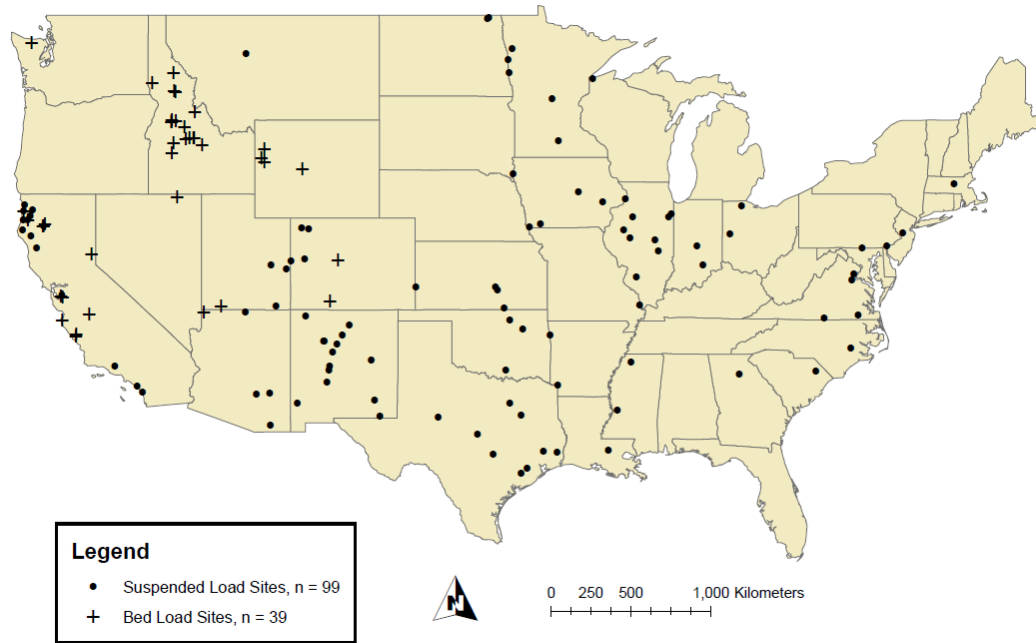 Legend
Suspended Load Sites, n = 99
Bed Load Sites, n = 39
N
0 250 500 1,000 Kilometers